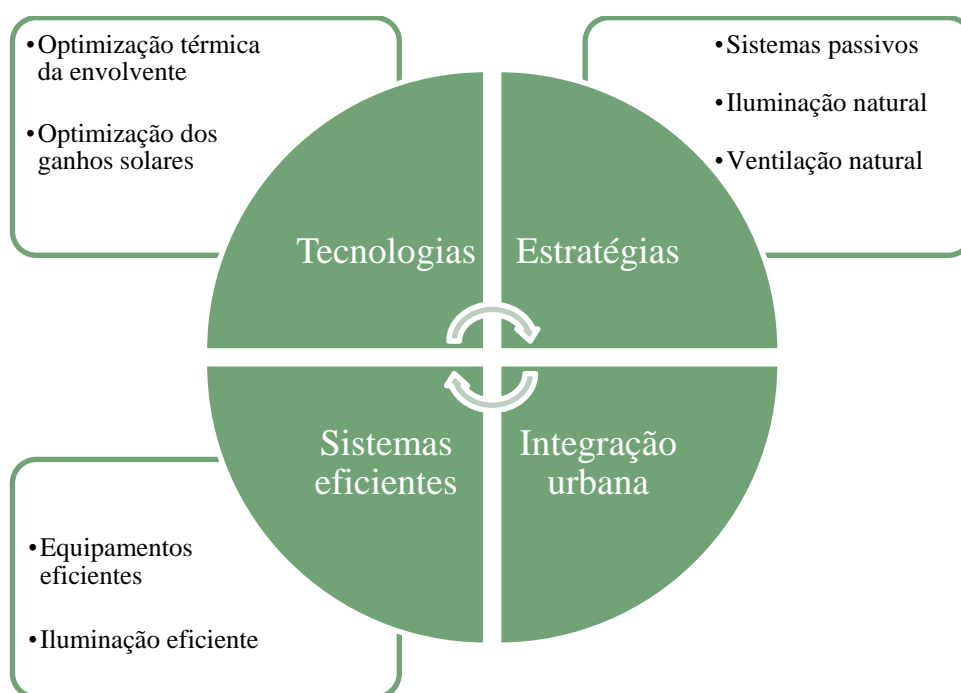 •Optimização térmica
da envolvente
•Optimização dos
ganhos solares
•Sistemas passivos
•Iluminação natural
•Ventilação natural
Tecnologias
Estratégias
Sistemas
eficientes
Integração
urbana
•Equipamentos
eficientes
•Iluminação eficiente